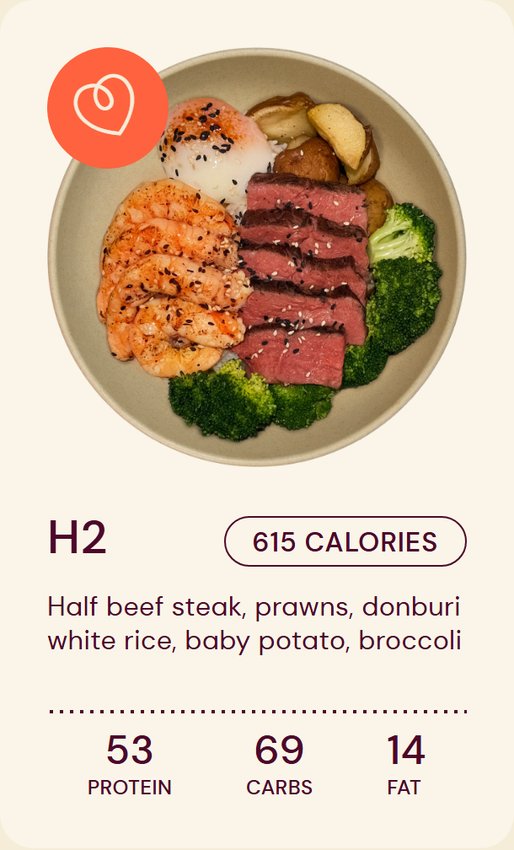 H2
615 CALORIES
Half beef steak, prawns, donburi
white rice, baby potato, broccoli
53
69
14
PROTEIN
CARBS
FAT